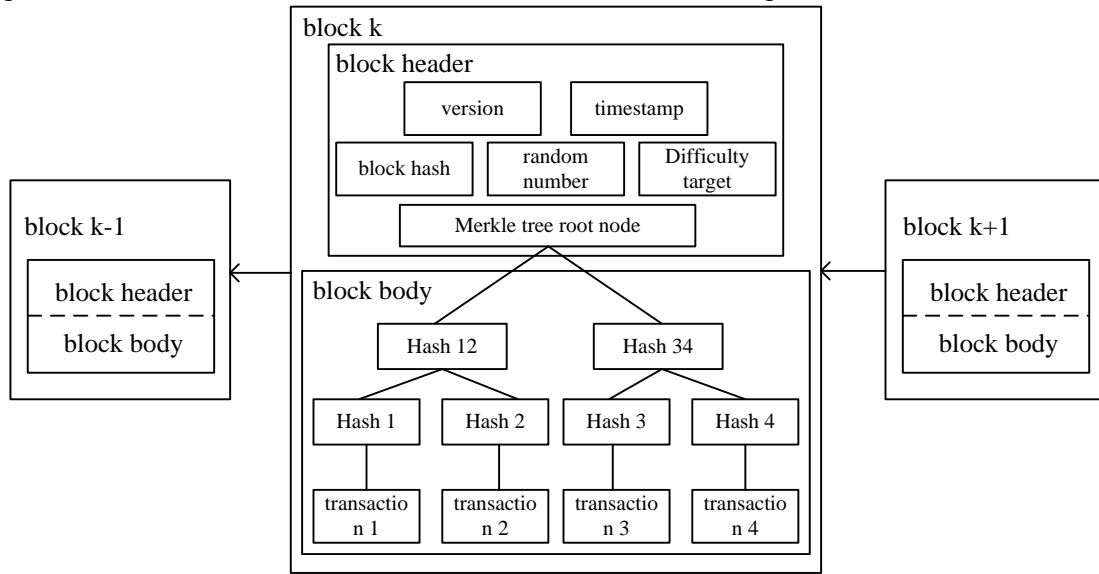 block k
block header
version
timestamp
block hash
random
number
Difficulty
target
Merkle tree root node
block k-1
block header
block body
block k+1
block header
block body
block body
Hash 12
Hash 34
Hash 1
Hash 2
Hash 3
Hash 4
transactio
n 1
transactio
n 2
transactio
n 3
transactio
n 4